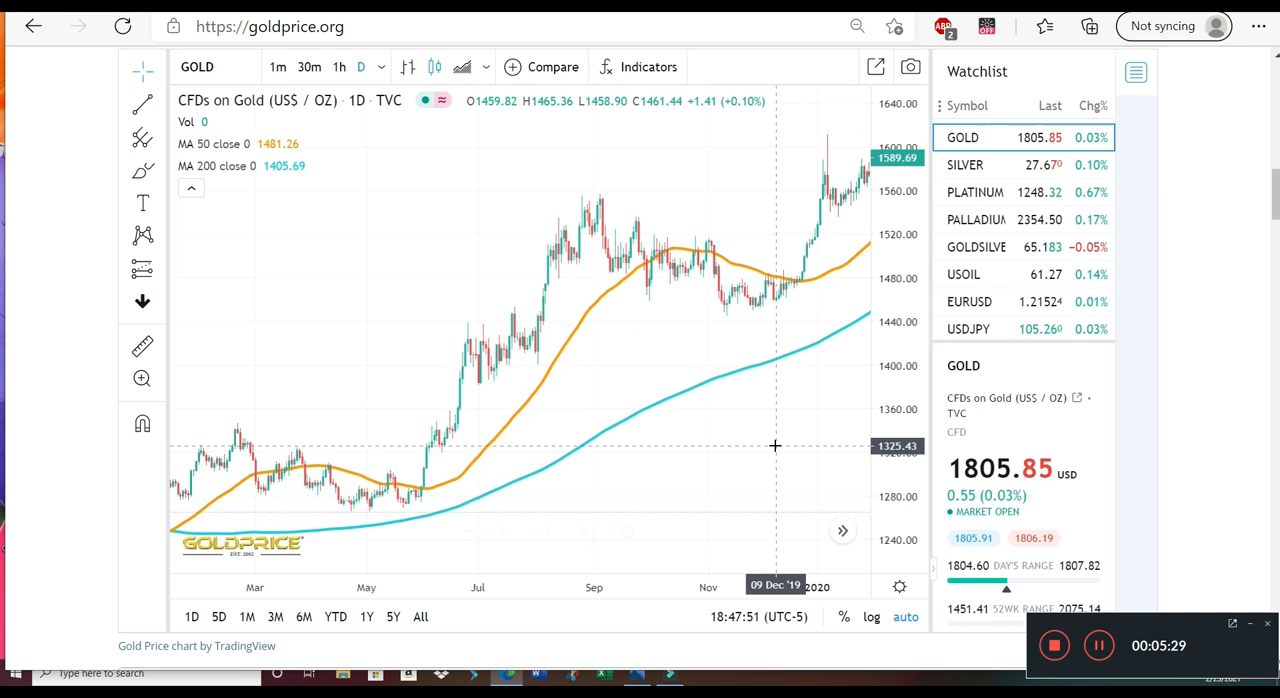 https://goldprice.org
ABP 2
OFF
Not syncing
GOLD 1m 30m 1h D Compare Indicators
CFDs on Gold (US$ / OZ) · 1D · TVC O1459.82 H1465.36 L1458.90 C1461.44 +1.41 (+0.10%)
Vol 0
MA 50 close 0 1481.26
MA 200 close 0 1405.69
1640.00
1600.00
1589.69
1560.00
1520.00
1480.00
1440.00
1400.00
1360.00
1325.43
1280.00
1240.00
GOLDPRICE
EST. 2002
Mar May Jul Sep Nov 09 Dec '19 2020
1D 5D 1M 3M 6M YTD 1Y 5Y All 18:47:51 (UTC-5) % log auto
Gold Price chart by TradingView
Watchlist
Symbol Last Chg%
GOLD 1805.85 0.03%
SILVER 27.670 0.10%
PLATINUM 1248.32 0.67%
PALLADIUM 2354.50 0.17%
GOLDSILVE 65.183 −0.05%
USOIL 61.27 0.14%
EURUSD 1.21524 0.01%
USDJPY 105.260 0.03%
GOLD
CFDs on Gold (US$ / OZ) •
TVC
CFD
1805.85 USD
0.55 (0.03%)
MARKET OPEN
1805.91 1806.19
1804.60 DAY'S RANGE 1807.82
1451.41 52WK RANGE 2075.14
00:05:29
Type here to search